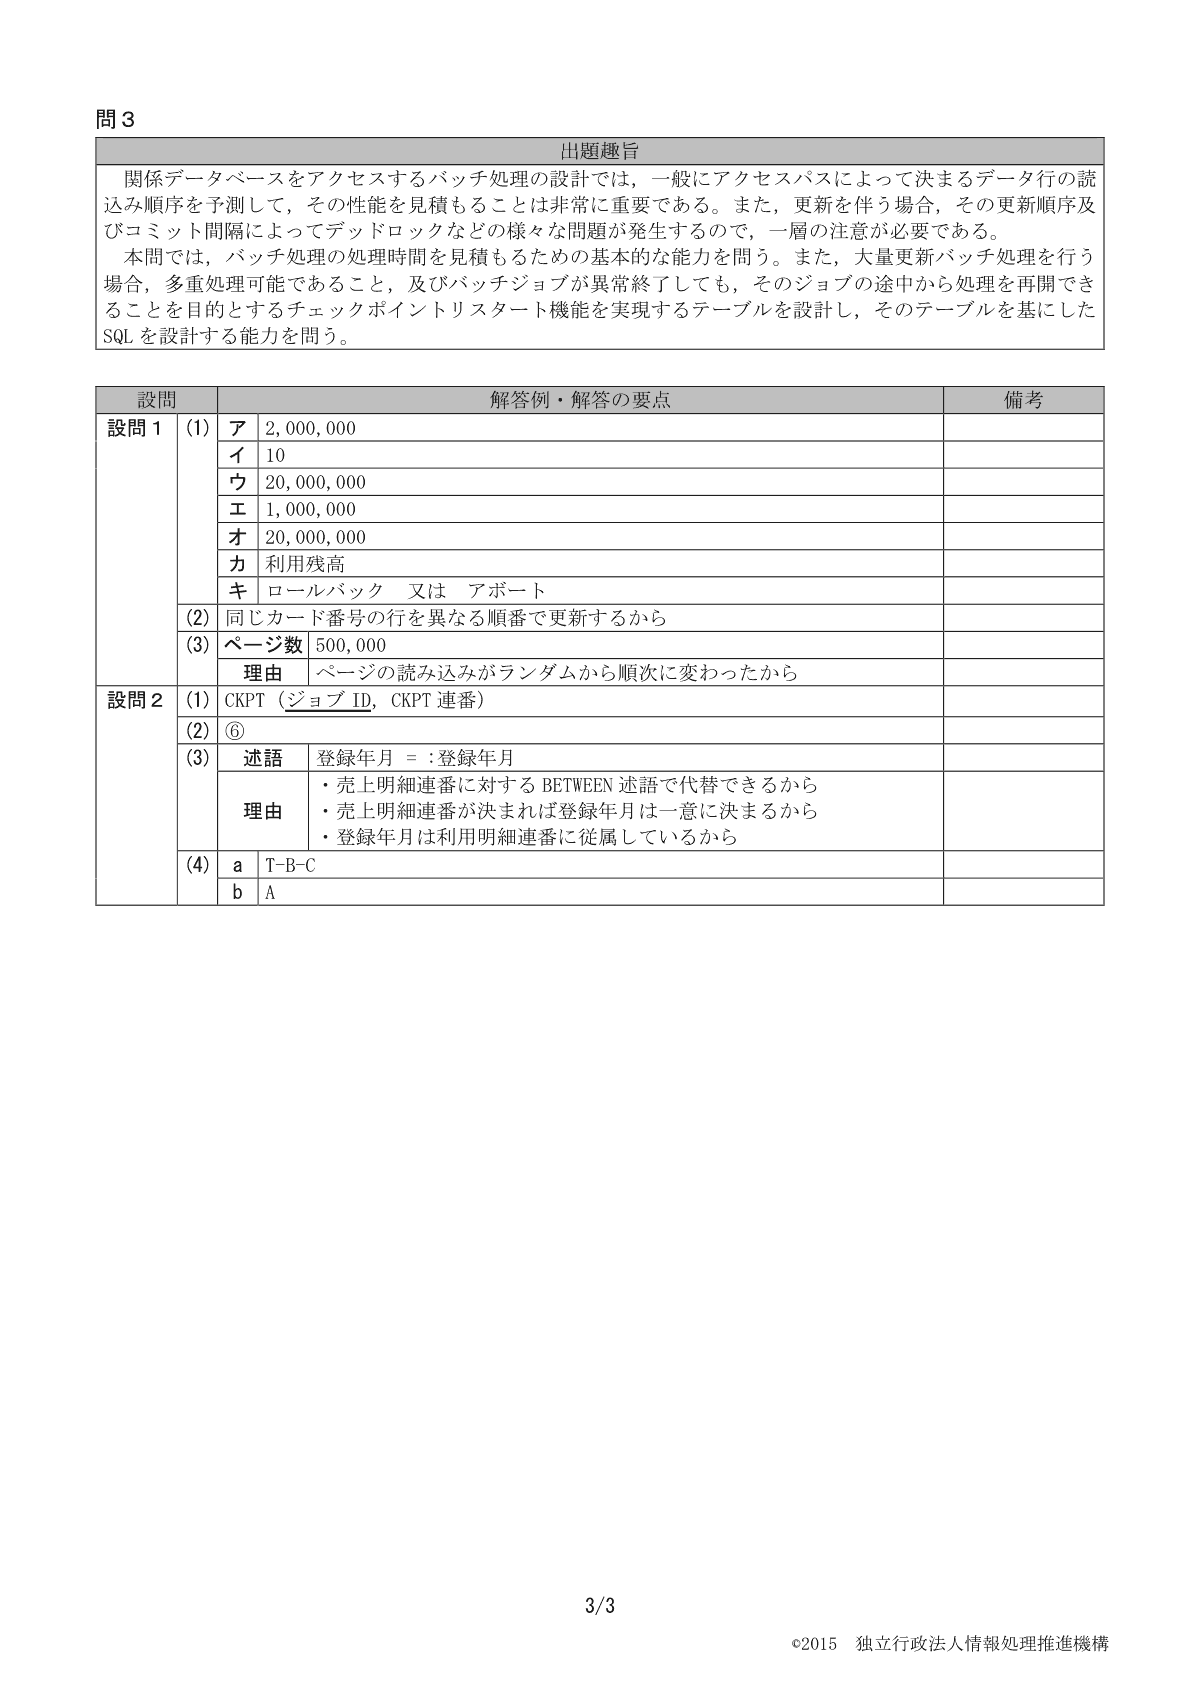 問3
出題趣旨
関係データベースをアクセスするバッチ処理の設計では，一般にアクセスパスによって決まるデータ行の読
込み順序を予測して，その性能を見積もることは非常に重要である。また，更新を伴う場合，その更新順序及
びコミット間隔によってデッドロックなどの様々な問題が発生するので，一層の注意が必要である。
本問では，バッチ処理の処理時間を見積もるための基本的な能力を問う。また，大量更新バッチ処理を行う
場合，多重処理可能であること，及びバッチジョブが異常終了しても，そのジョブの途中から処理を再開でき
ることを目的とするチェックポイントリスタート機能を実現するテーブルを設計し，そのテーブルを基にした
SQL を設計する能力を問う。
設問 解答例・解答の要点 備考
設問1 (1) ア 2,000,000
イ 10
ウ 20,000,000
エ 1,000,000
オ 20,000,000
カ 利用残高
キ ロールバック　又は　アボート
(2) 同じカード番号の行を異なる順番で更新するから
(3) ページ数 500,000
理由 ページの読み込みがランダムから順次に変わったから
設問2 (1) CKPT（ジョブ ID，CKPT 連番）
(2) ⑥
(3) 述語 登録年月 = :登録年月
・売上明細連番に対する BETWEEN 述語で代替できるから
理由 ・売上明細連番が決まれば登録年月は一意に決まるから
・登録年月は利用明細連番に従属しているから
(4) a T-B-C
b A
3/3
©2015　独立行政法人情報処理推進機構